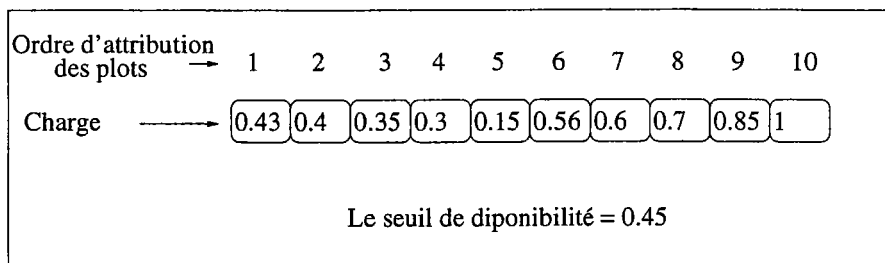 Ordre d'attribution
des plots → 1 2 3 4 5 6 7 8 9 10
Charge → 0.43 0.4 0.35 0.3 0.15 0.56 0.6 0.7 0.85 1
Le seuil de diponibilité = 0.45